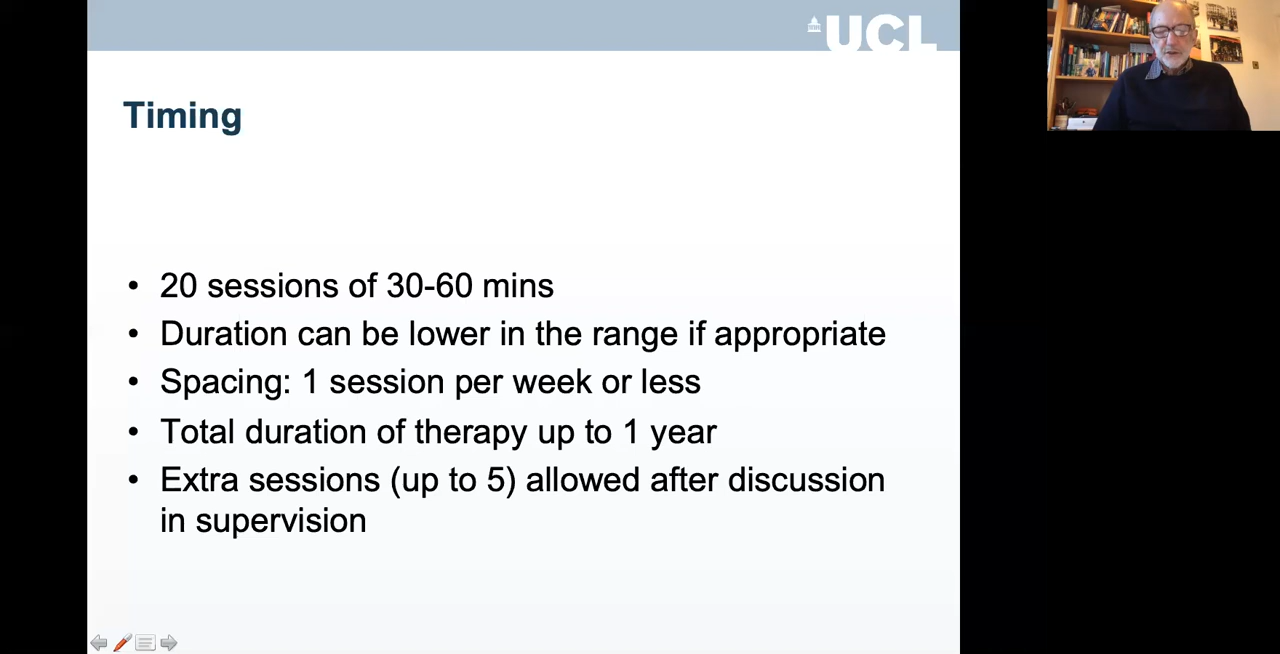 UCL
Timing
• 20 sessions of 30-60 mins
• Duration can be lower in the range if appropriate
• Spacing: 1 session per week or less
• Total duration of therapy up to 1 year
• Extra sessions (up to 5) allowed after discussion
in supervision